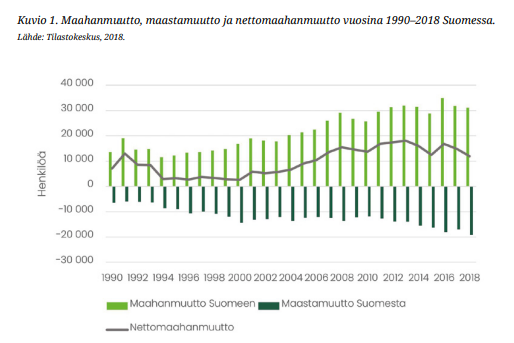 Kuvio 1. Maahanmuutto, maastamuutto ja nettomaahanmuutto vuosina 1990–2018 Suomessa.
Lähde: Tilastokeskus, 2018.
40 000
30 000
20 000
10 000
0
–10 000
–20 000
–30 000
Henkilöä
1990 1992 1994 1996 1998 2000 2002 2004 2006 2008 2010 2012 2014 2016 2018
Maahanmuutto Suomeen Maastamuutto Suomesta
Nettomaahanmuutto